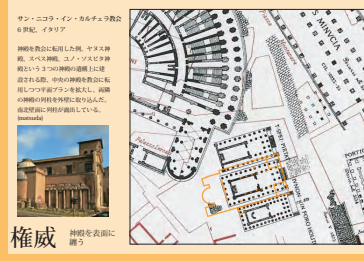 サン・ニコラ・イン・カルチェラ教会
6 世紀、イタリア
神殿を教会に転用した例。ヤヌス神
殿、スペス神殿、ユノ・ソスピタ神
殿という 3 つの神殿の遺構上に建
設される際、中央の神殿を教会に転
用しつつ平面プランを拡大し、両隣
の神殿の列柱を外壁に取り込んだ。
南北壁面に列柱が露出している。
(matsuda)
権威
神殿を表面に
纏う
MINVCIA